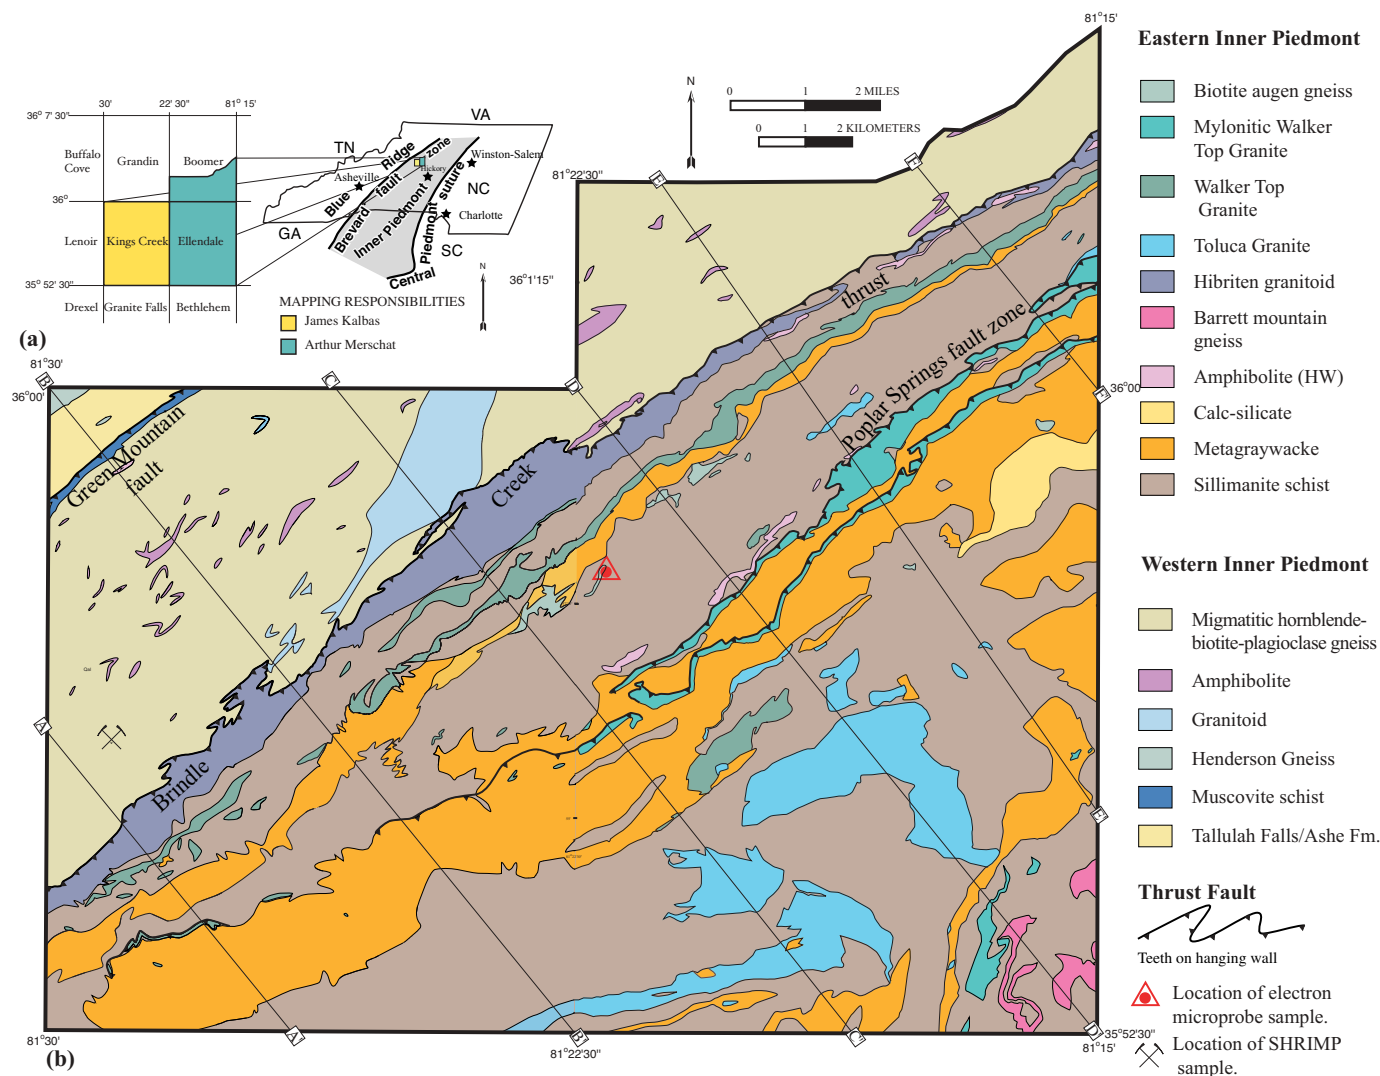 81° 15'
Eastern Inner Piedmont
Biotite augen gneiss
Mylonitic Walker
Top Granite
Walker Top
Granite
Toluca Granite
Hibriten granitoid
Barrett mountain
gneiss
Amphibolite (HW)
Calc-silicate
Metagraywacke
Sillimanite schist
Western Inner Piedmont
Migmatitic hornblende-
biotite-plagioclase gneiss
Amphibolite
Granitoid
Henderson Gneiss
Muscovite schist
Tallulah Falls/Ashe Fm.
Thrust Fault
Teeth on hanging wall
Location of electron
microprobe sample.
Location of SHRIMP
sample.
30'
22' 30"
81° 15'
36° 7' 30"
Buffalo
Cove
Grandin
Boomer
36°
Lenoir
Kings Creek
Ellendale
35° 52' 30"
Drexel
Granite Falls
Bethlehem
(a)
VA
TN
NC
SC
GA
Blue Ridge
Brevard fault zone
Inner Piedmont
Central Piedmont suture
Asheville
Hickory
Winston-Salem
Charlotte
N
MAPPING RESPONSIBILITIES
James Kalbas
Arthur Merschat
N
0 1 2 MILES
0 1 2 KILOMETERS
81°22'30"
36°1'15"
81°30'
36°00'
B
C
D
E
F
Green Mountain
fault
Brindle
Creek
thrust
Poplar Springs fault zone
36°00'
F'
A
E'
A'
B'
C'
D'
81°30'
81°22'30"
35°52'30"
81°15'
(b)